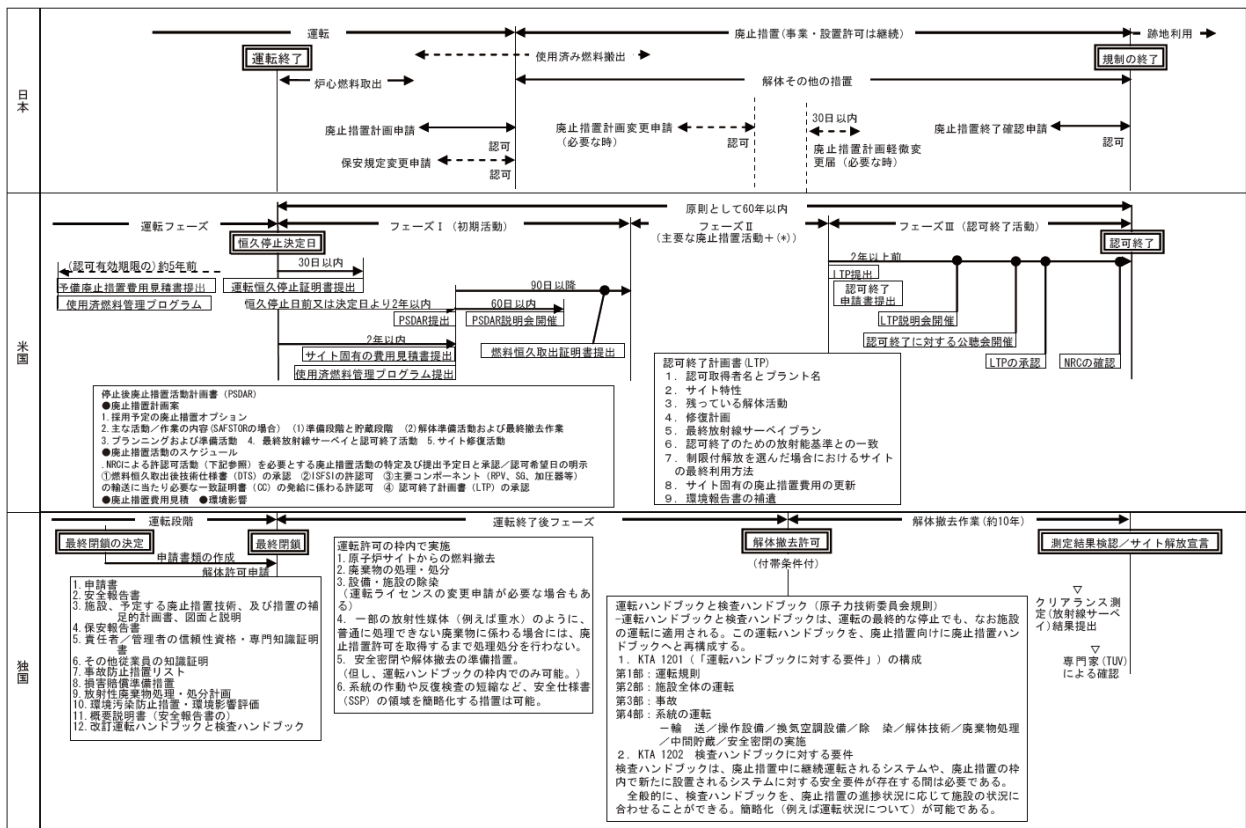 日本
運転
廃止措置(事業・設置許可は継続)
跡地利用
運転終了
使用済み燃料搬出
規制の終了
炉心燃料取出
解体その他の措置
廃止措置計画申請
認可
保安規定変更申請
認可
廃止措置計画変更申請
(必要な時)
認可
30日以内
廃止措置計画軽微変
更届(必要な時)
廃止措置終了確認申請
認可
米国
原則として60年以内
運転フェーズ
フェーズⅠ(初期活動)
フェーズⅡ
(主要な廃止措置活動+(*))
フェーズⅢ(認可終了活動)
恒久停止決定日
認可終了
(認可有効期限の)約5年前
予備廃止措置費用見積書提出
使用済燃料管理プログラム
30日以内
運転恒久停止証明書提出
恒久停止日前又は決定日より2年以内
PSDAR提出
90日以降
60日以内
PSDAR説明会開催
燃料恒久取出証明書提出
2年以内
サイト固有の費用見積書提出
使用済燃料管理プログラム提出
2年以上前
LTP提出
認可終了
申請書提出
LTP説明会開催
認可終了に対する公聴会開催
LTPの承認
NRCの確認
停止後廃止措置活動計画書(PSDAR)
●廃止措置計画案
1.採用予定の廃止措置オプション
2.主な活動/作業の内容(SAFSTORの場合) (1)準備段階と貯蔵段階 (2)解体準備活動および最終撤去作業
3.プランニングおよび準備活動 4. 最終放射線サーベイと認可終了活動 5.サイト修復活動
●廃止措置活動のスケジュール
.NRCによる許認可活動(下記参照)を必要とする廃止措置活動の特定及び提出予定日と承認/認可希望日の明示
①燃料恒久取出後技術仕様書(DTS)の承認 ②ISFSIの許認可 ③主要コンポーネント(RPV、SG、加圧器等)
の輸送に当たり必要な一致証明書(CC)の発給に係わる許認可 ④ 認可終了計画書(LTP)の承認
●廃止措置費用見積 ●環境影響
認可終了計画書(LTP)
1. 認可取得者名とプラント名
2. サイト特性
3. 残っている解体活動
4. 修復計画
5. 最終放射線サーベイプラン
6. 認可終了のための放射能基準との一致
7. 制限付解放を選んだ場合におけるサイト
の最終利用方法
8. サイト固有の廃止措置費用の更新
9. 環境報告書の補遺
独国
運転段階
運転終了後フェーズ
解体撤去作業(約10年)
最終閉鎖の決定
最終閉鎖
解体撤去許可
(付帯条件付)
測定結果検認/サイト解放宣言
申請書類の作成
解体許可申請
1. 申請書
2. 安全報告書
3. 施設、予定する廃止措置技術、及び措置の補
足的計画書、図面と説明
4. 保安報告書
5. 責任者/管理者の信頼性資格・専門知識証明
書
6. その他従業員の知識証明
7. 事故防止措置リスト
8. 損害賠償準備措置
9. 放射性廃棄物処理・処分計画
10. 環境汚染防止措置・環境影響評価
11. 概要説明書(安全報告書の)
12. 改訂運転ハンドブックと検査ハンドブック
運転許可の枠内で実施
1. 原子炉サイトからの燃料撤去
2. 廃棄物の処理・処分
3. 設備・施設の除染
(運転ライセンスの変更申請が必要な場合もあ
る)
4. 一部の放射性媒体(例えば重水)のように、
普通に処理できない廃棄物に係わる場合には、廃
止措置許可を取得するまで処理処分を行わない。
5. 安全密閉や解体撤去の準備措置。
(但し、運転ハンドブックの枠内でのみ可能。)
6. 系統の作動や反復検査の短縮など、安全仕様書
(SSP)の領域を簡略化する措置は可能。
運転ハンドブックと検査ハンドブック(原子力技術委員会規則)
-運転ハンドブックと検査ハンドブックは、運転の最終的な停止でも、なお施設
の運転に適用される。この運転ハンドブックを、廃止措置向けに廃止措置ハンド
ブックへと再構成する。
1. KTA 1201(「運転ハンドブックに対する要件」)の構成
第1部:運転規則
第2部:施設全体の運転
第3部:事故
第4部:系統の運転
ー輸 送/操作設備/換気空調設備/除 染/解体技術/廃棄物処理
/中間貯蔵/安全密閉の実施
2. KTA 1202 検査ハンドブックに対する要件
検査ハンドブックは、廃止措置中に継続運転されるシステムや、廃止措置の枠
内で新たに設置されるシステムに対する安全要件が存在する間は必要である。
全般的に、検査ハンドブックを、廃止措置の進捗状況に応じて施設の状況に
合わせることができる。簡略化(例えば運転状況について)が可能である。
▽
クリアランス測
定(放射線サー
ベイ)結果提出
▽
専門家(TUV)
による確認